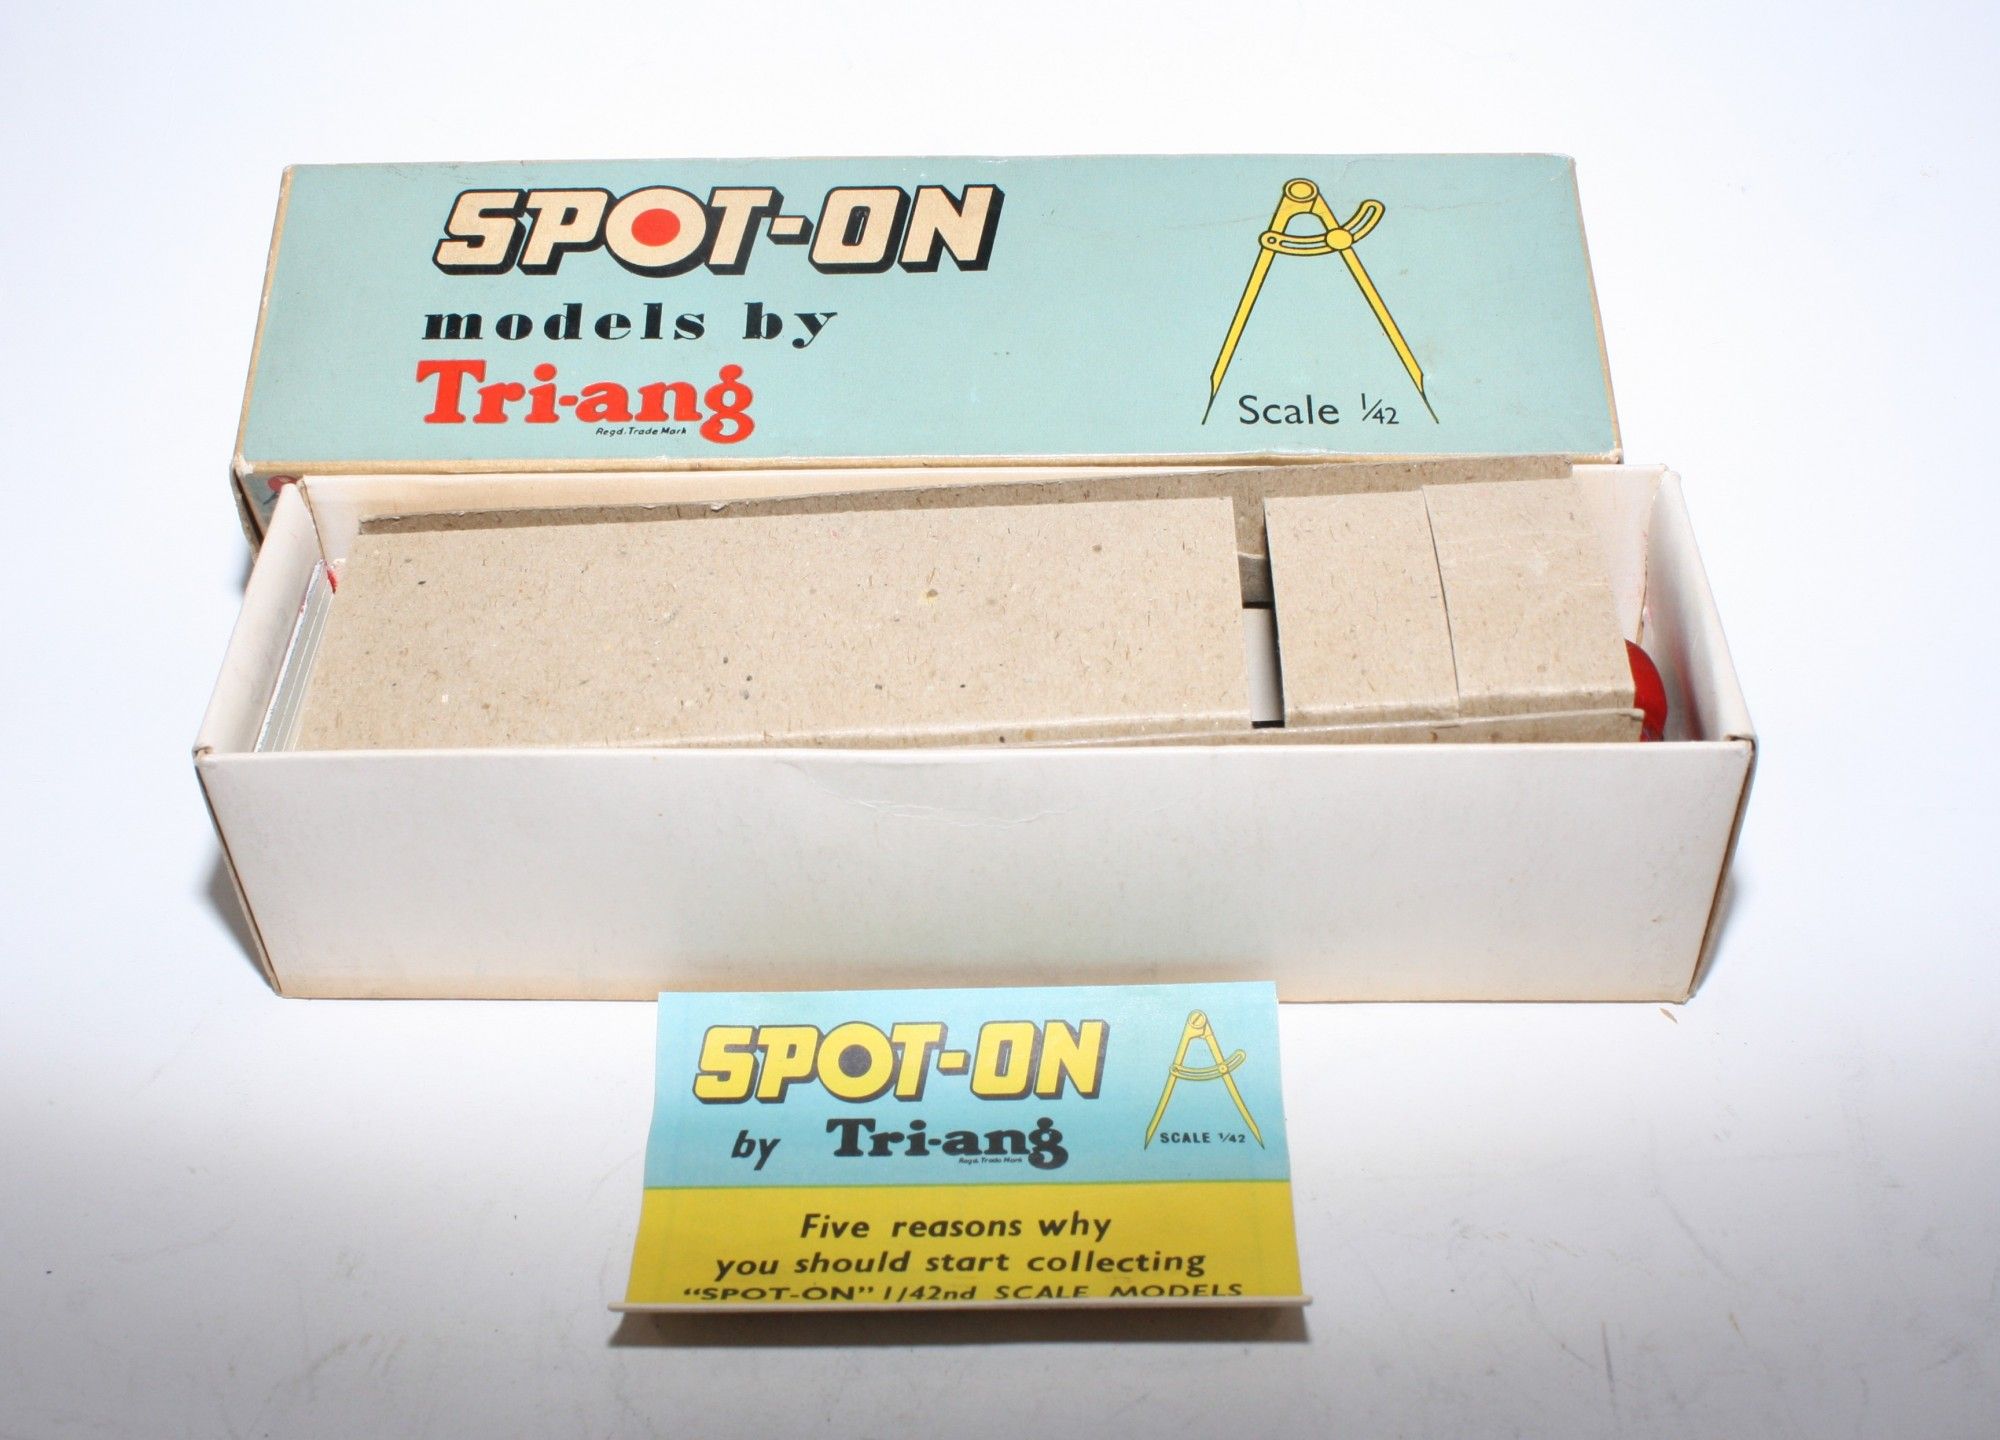 SPOT-ON
models by
Tri-ang
Regd. Trade Mark
Scale 1/42
SPOT-ON
by Tri-ang
Regd. Trade Mark
SCALE 1/42
Five reasons why
you should start collecting
"SPOT-ON" 1/42nd SCALE MODELS